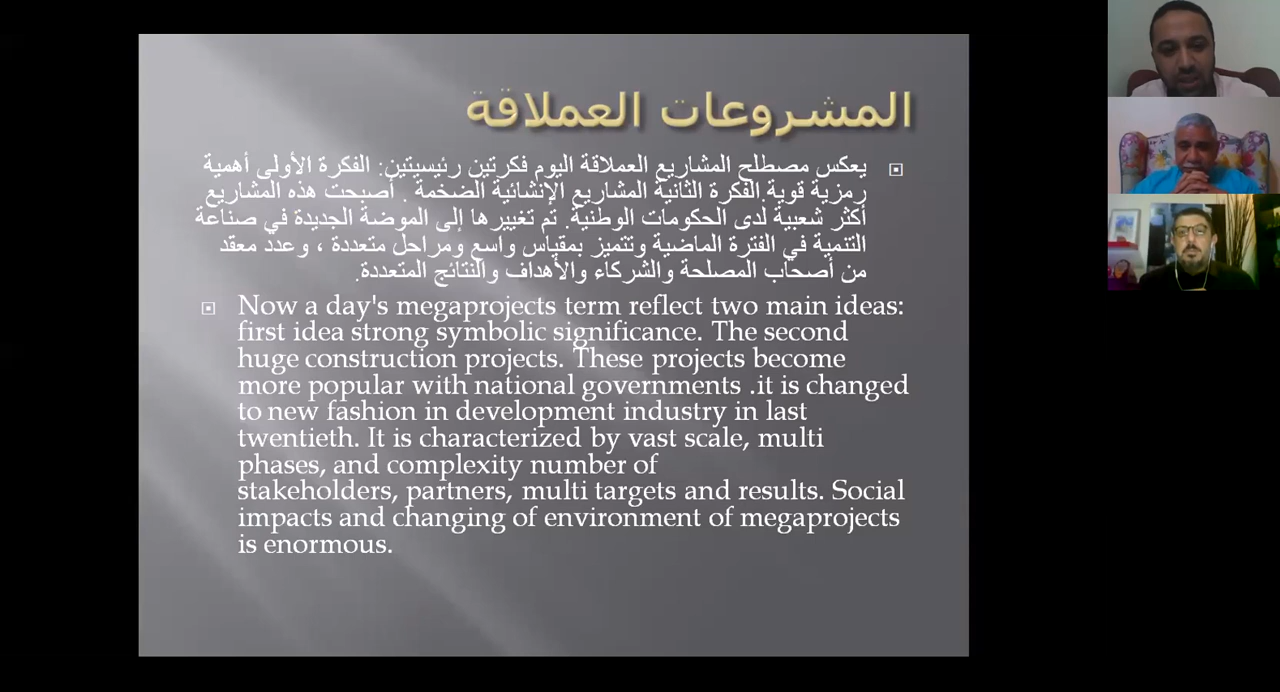 المشروعات العملاقة
يعكس مصطلح المشاريع العملاقة اليوم فكرتين رئيسيتين: الفكرة الأولى أهمية
رمزية قوية.الفكرة الثانية المشاريع الإنشائية الضخمة . أصبحت هذه المشاريع
أكثر شعبية لدى الحكومات الوطنية. تم تغييرها إلى الموضة الجديدة في صناعة
التنمية في الفترة الماضية وتتميز بمقياس واسع ومراحل متعددة ، وعدد معقد
من أصحاب المصلحة والشركاء والأهداف والنتائج المتعددة.
Now a day's megaprojects term reflect two main ideas:
first idea strong symbolic significance. The second
huge construction projects. These projects become
more popular with national governments .it is changed
to new fashion in development industry in last
twentieth. It is characterized by vast scale, multi
phases, and complexity number of
stakeholders, partners, multi targets and results. Social
impacts and changing of environment of megaprojects
is enormous.